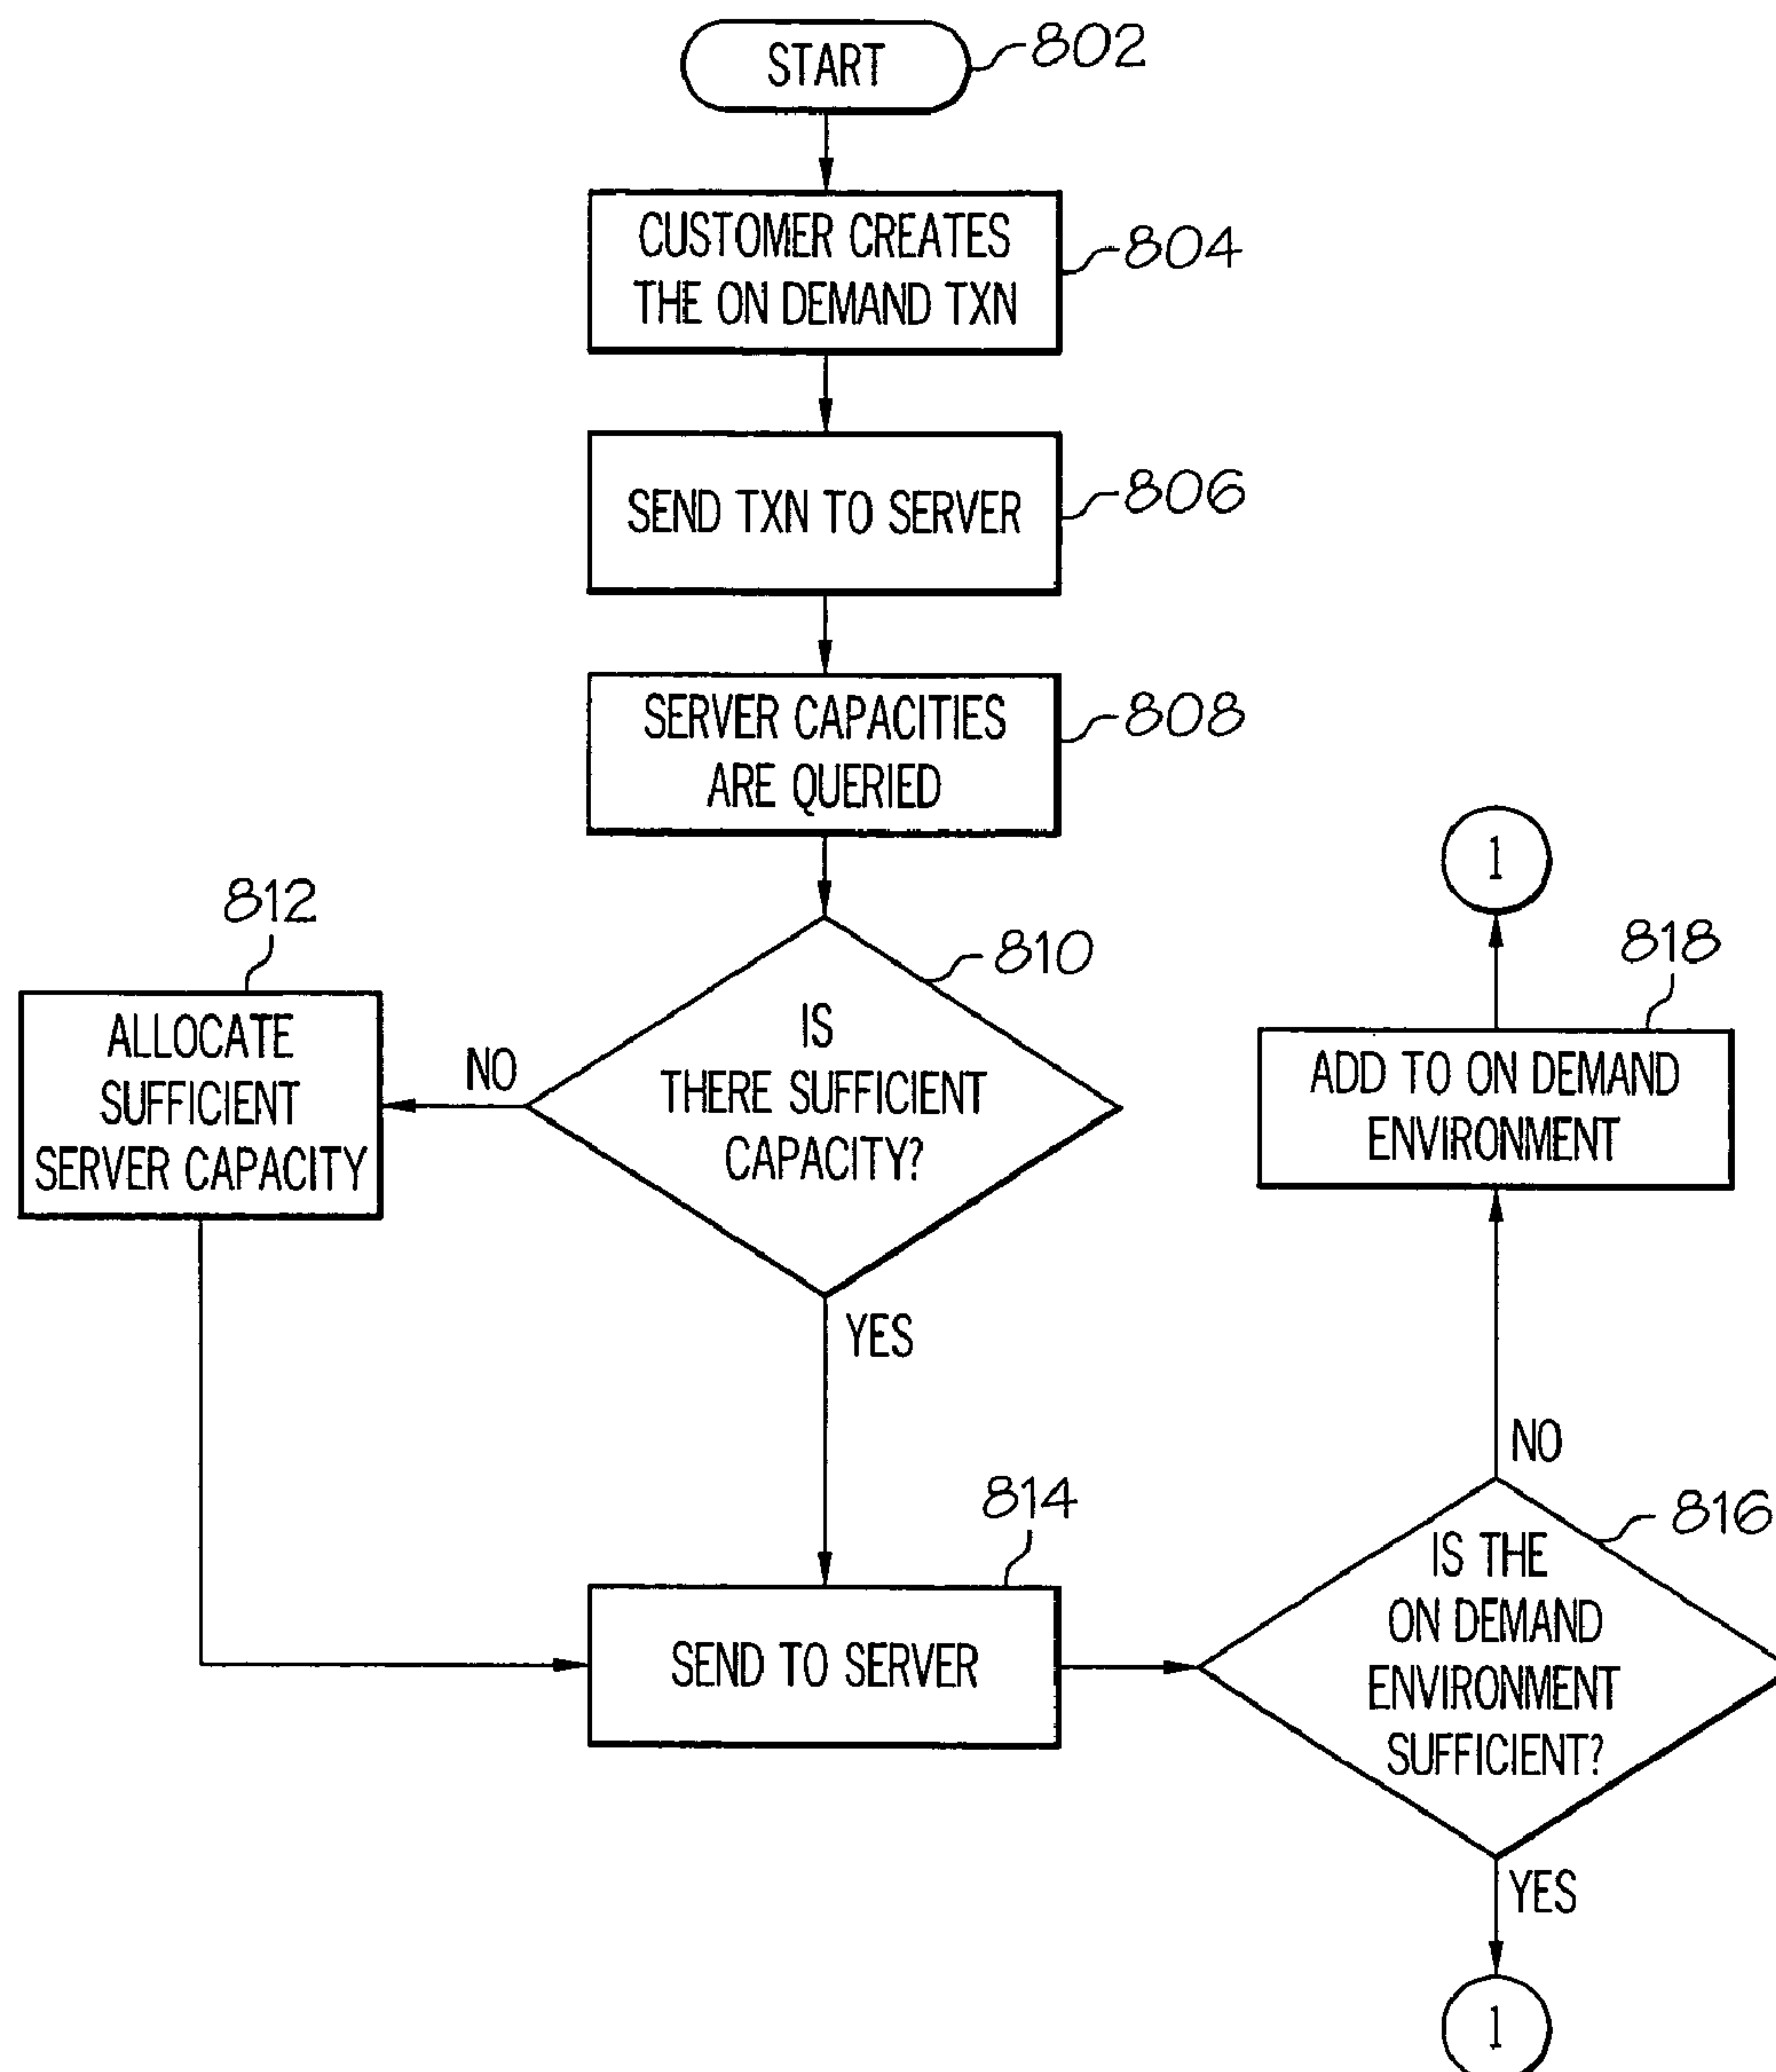 START
802
CUSTOMER CREATES
THE ON DEMAND TXN
804
SEND TXN TO SERVER
806
SERVER CAPACITIES
ARE QUERIED
808
810
IS
THERE SUFFICIENT
CAPACITY?
NO
YES
812
ALLOCATE
SUFFICIENT
SERVER CAPACITY
814
SEND TO SERVER
816
IS THE
ON DEMAND
ENVIRONMENT
SUFFICIENT?
NO
YES
818
ADD TO ON DEMAND
ENVIRONMENT
1
1